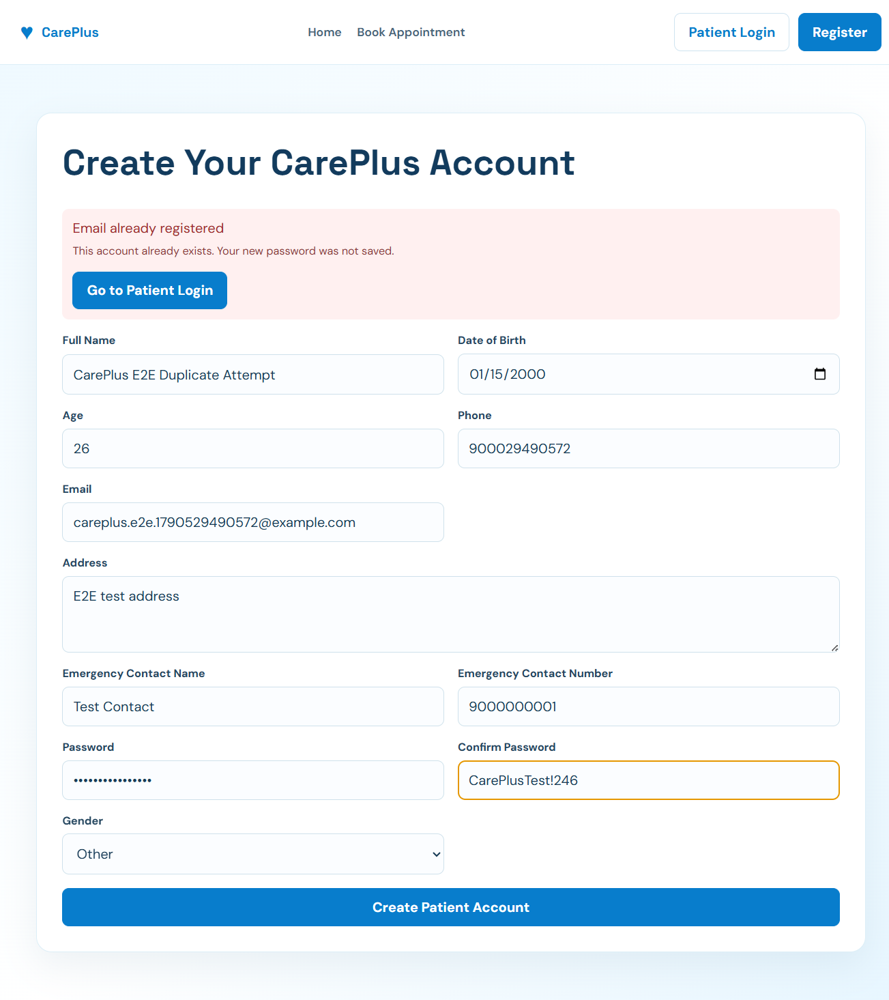 CarePlus
Home
Book Appointment
Patient Login
Register
Create Your CarePlus Account
Email already registered
This account already exists. Your new password was not saved.
Go to Patient Login
Full Name
CarePlus E2E Duplicate Attempt
Date of Birth
01/15/2000
Age
26
Phone
900029490572
Email
careplus.e2e.1790529490572@example.com
Address
E2E test address
Emergency Contact Name
Test Contact
Emergency Contact Number
9000000001
Password
••••••••••••••••
Confirm Password
CarePlusTest!246
Gender
Other
Create Patient Account